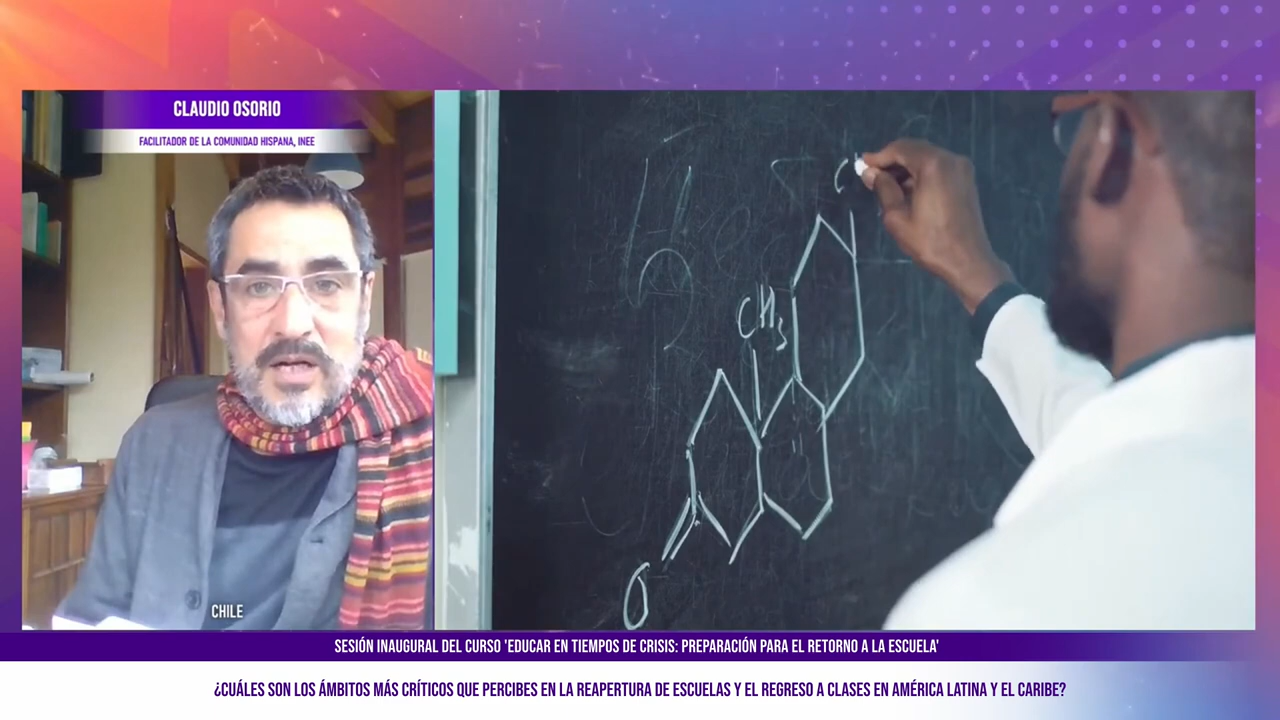 CLAUDIO OSORIO
FACILITADOR DE LA COMUNIDAD HISPANA, INEE
CH3
O
CHILE
SESIÓN INAUGURAL DEL CURSO 'EDUCAR EN TIEMPOS DE CRISIS: PREPARACIÓN PARA EL RETORNO A LA ESCUELA'
¿CUÁLES SON LOS ÁMBITOS MÁS CRÍTICOS QUE PERCIBES EN LA REAPERTURA DE ESCUELAS Y EL REGRESO A CLASES EN AMÉRICA LATINA Y EL CARIBE?